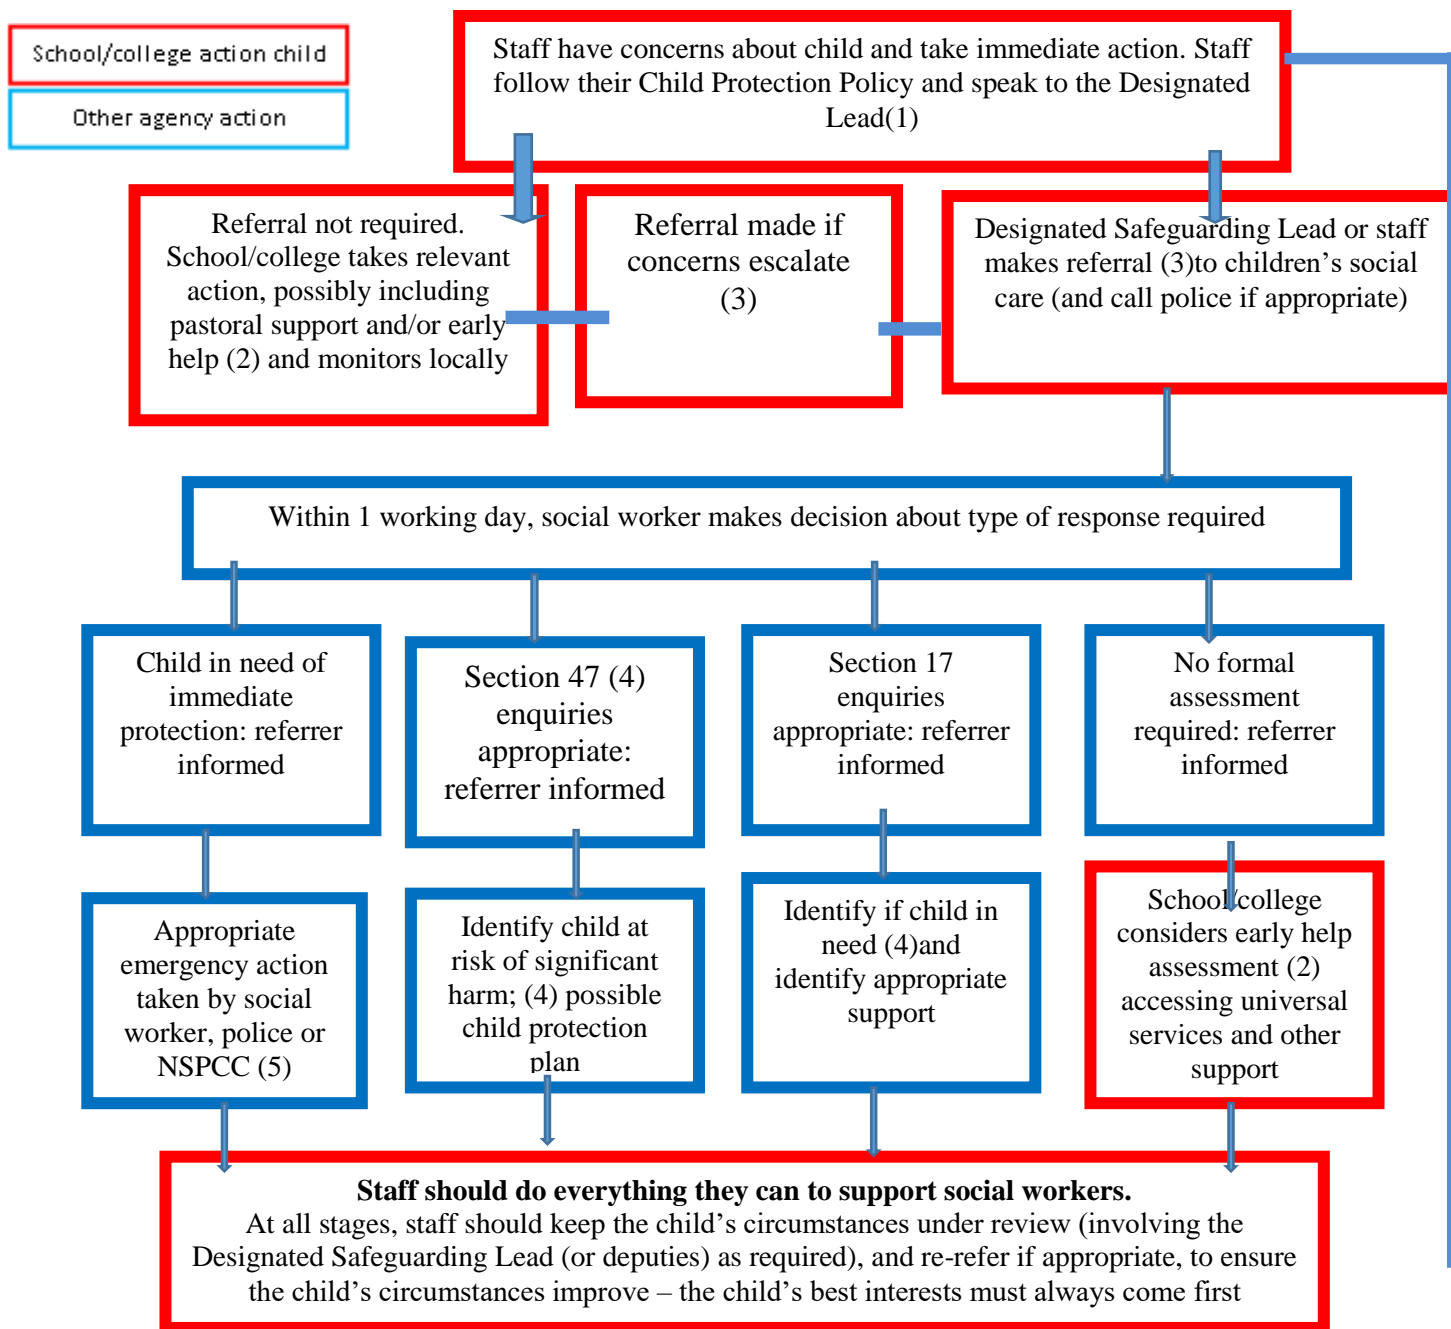 School/college action child
Other agency action
Staff have concerns about child and take immediate action. Staff
follow their Child Protection Policy and speak to the Designated
Lead(1)
Referral not required.
School/college takes relevant
action, possibly including
pastoral support and/or early
help (2) and monitors locally
Referral made if
concerns escalate
(3)
Designated Safeguarding Lead or staff
makes referral (3)to children’s social
care (and call police if appropriate)
Within 1 working day, social worker makes decision about type of response required
Child in need of
immediate
protection: referrer
informed
Section 47 (4)
enquiries
appropriate:
referrer informed
Section 17
enquiries
appropriate: referrer
informed
No formal
assessment
required: referrer
informed
Appropriate
emergency action
taken by social
worker, police or
NSPCC (5)
Identify child at
risk of significant
harm; (4) possible
child protection
plan
Identify if child in
need (4)and
identify appropriate
support
School/college
considers early help
assessment (2)
accessing universal
services and other
support
Staff should do everything they can to support social workers.
At all stages, staff should keep the child’s circumstances under review (involving the
Designated Safeguarding Lead (or deputies) as required), and re-refer if appropriate, to ensure
the child’s circumstances improve – the child’s best interests must always come first